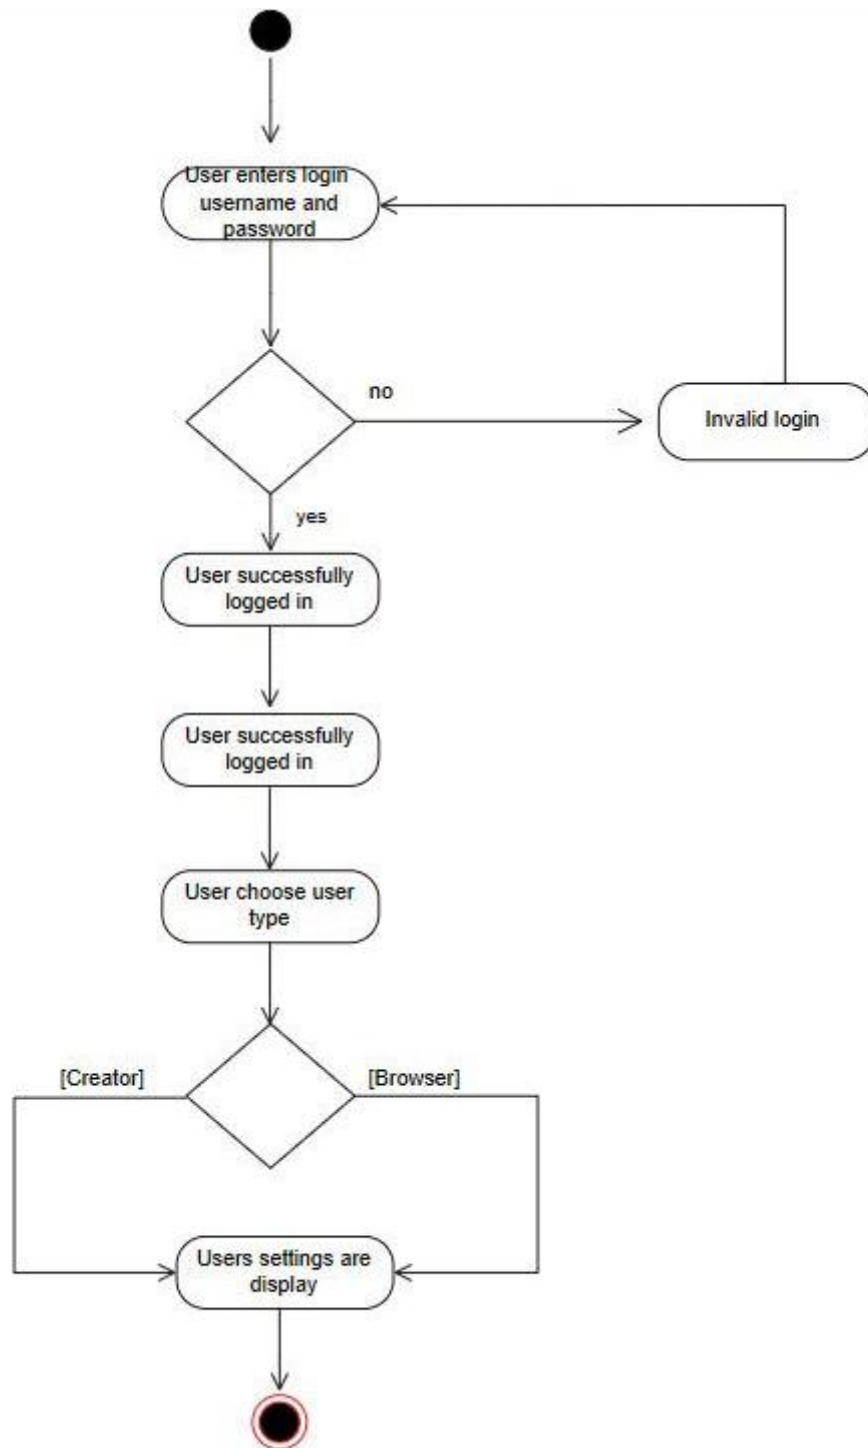 User enters login
username and
password
no
Invalid login
yes
User successfully
logged in
User successfully
logged in
User choose user
type
[Creator]
[Browser]
Users settings are
display